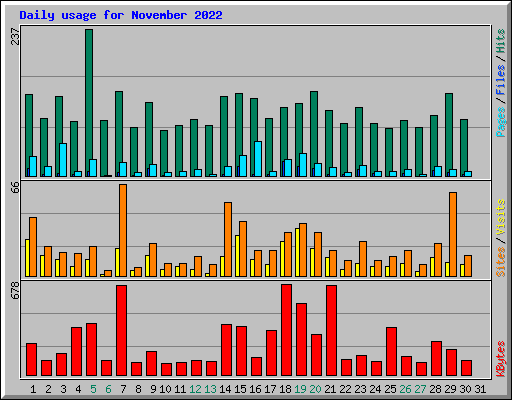 Daily usage for November 2022
237
Pages / Files / Hits
66
Sites / Visits
678
KBytes
1 2 3 4 5 6 7 8 9 10 11 12 13 14 15 16 17 18 19 20 21 22 23 24 25 26 27 28 29 30 31